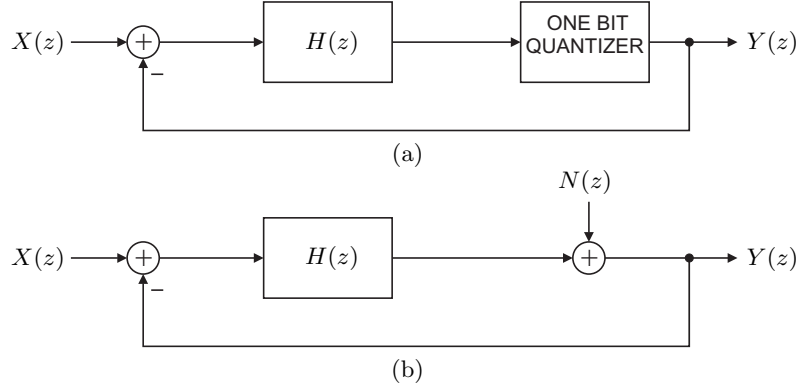 ONE BIT
X(z) + H(z) QUANTIZER Y(z)
−
(a)
N(z)
X(z) + H(z) + Y(z)
−
(b)